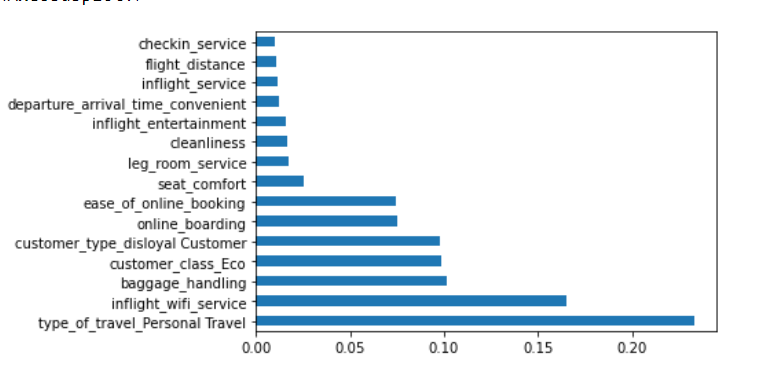 checkin_service
flight_distance
inflight_service
departure_arrival_time_convenient
inflight_entertainment
cleanliness
leg_room_service
seat_comfort
ease_of_online_booking
online_boarding
customer_type_disloyal Customer
customer_class_Eco
baggage_handling
inflight_wifi_service
type_of_travel_Personal Travel
0.00 0.05 0.10 0.15 0.20